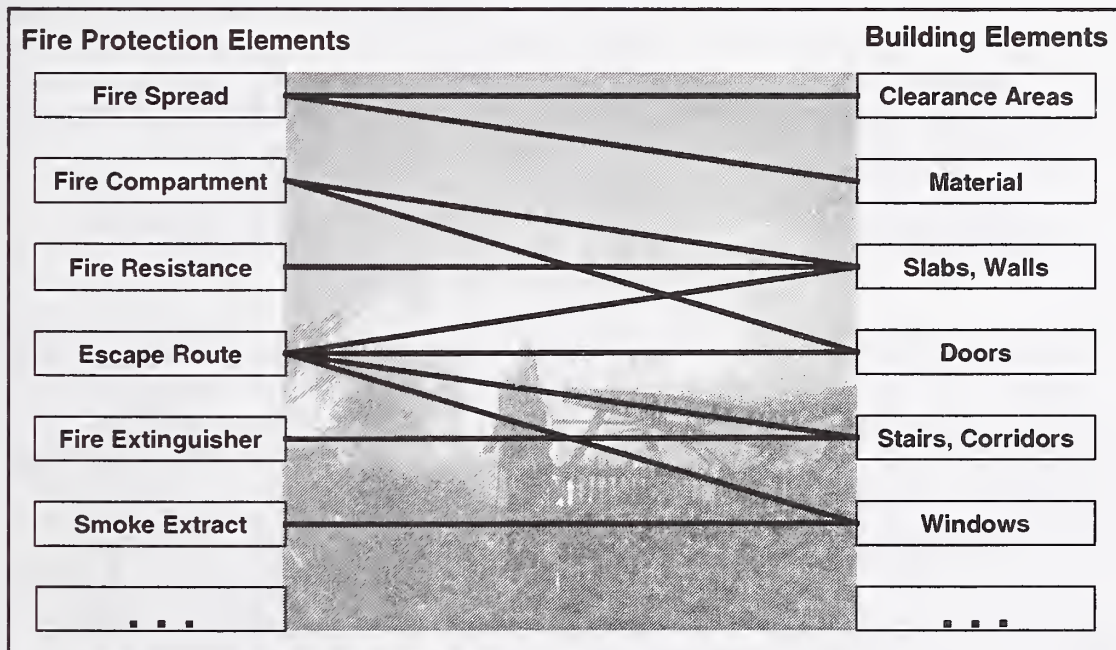 Fire Protection Elements
Building Elements
Fire Spread
Clearance Areas
Fire Compartment
Material
Fire Resistance
Slabs, Walls
Escape Route
Doors
Fire Extinguisher
Stairs, Corridors
Smoke Extract
Windows
. . .
. . .